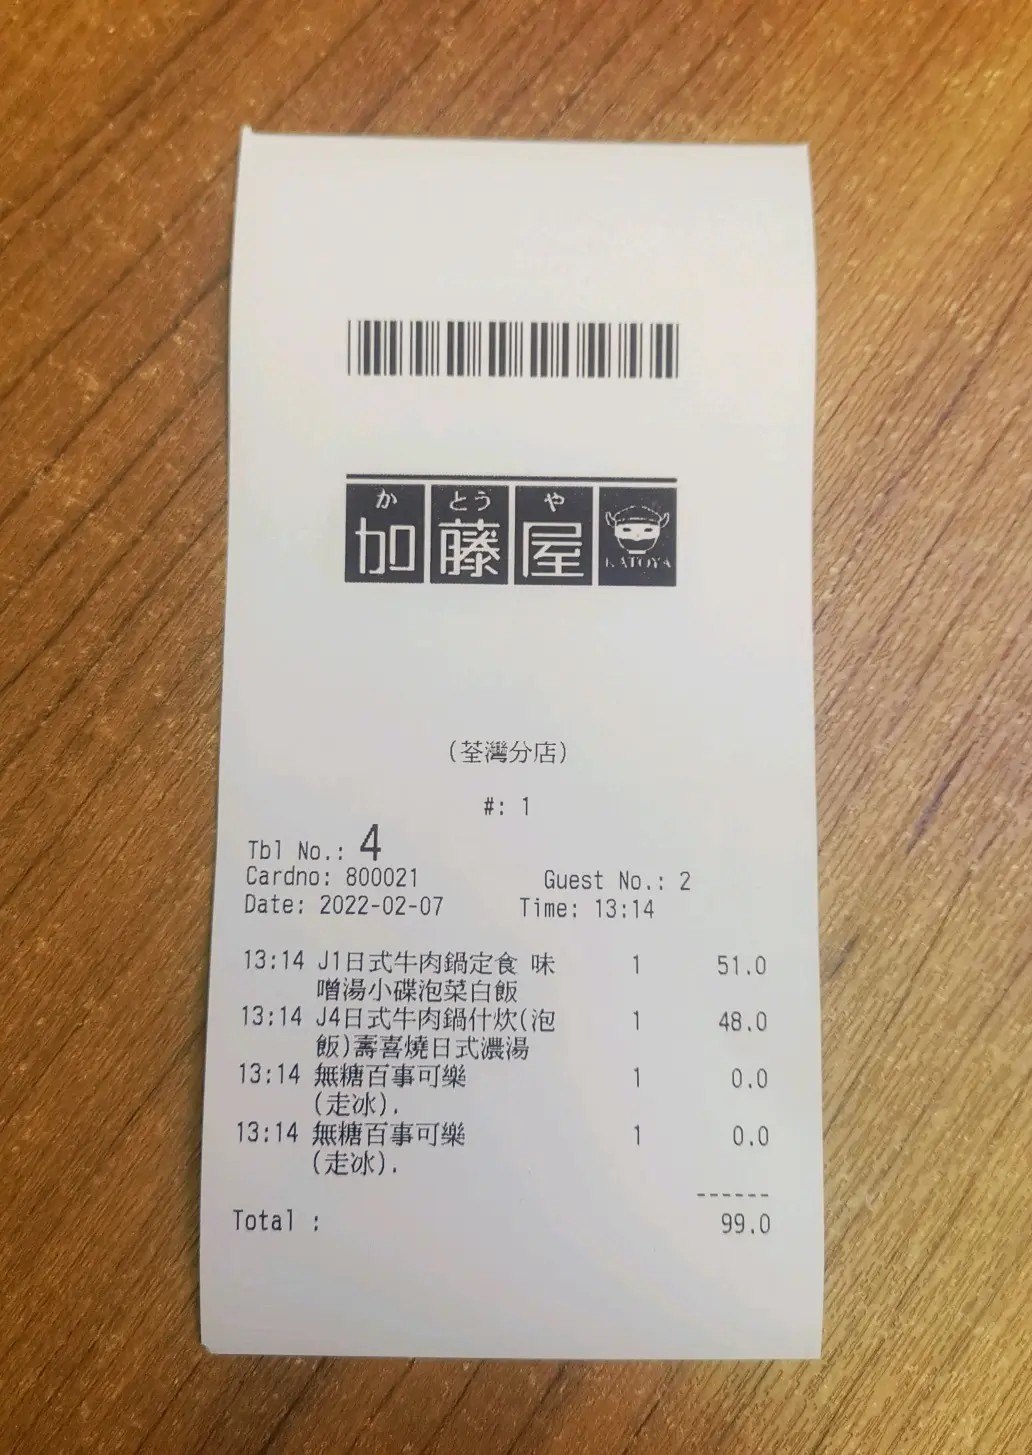 か とう や
加藤屋
KATOYA
(荃灣分店)
#: 1
Tbl No.: 4
Cardno: 800021 Guest No.: 2
Date: 2022-02-07 Time: 13:14
13:14 J1日式牛肉鍋定食 味 1 51.0
噌湯小碟泡菜白飯
13:14 J4日式牛肉鍋什炊(泡 1 48.0
飯)壽喜燒日式濃湯
13:14 無糖百事可樂 1 0.0
(走冰).
13:14 無糖百事可樂 1 0.0
(走冰).
------
Total : 99.0